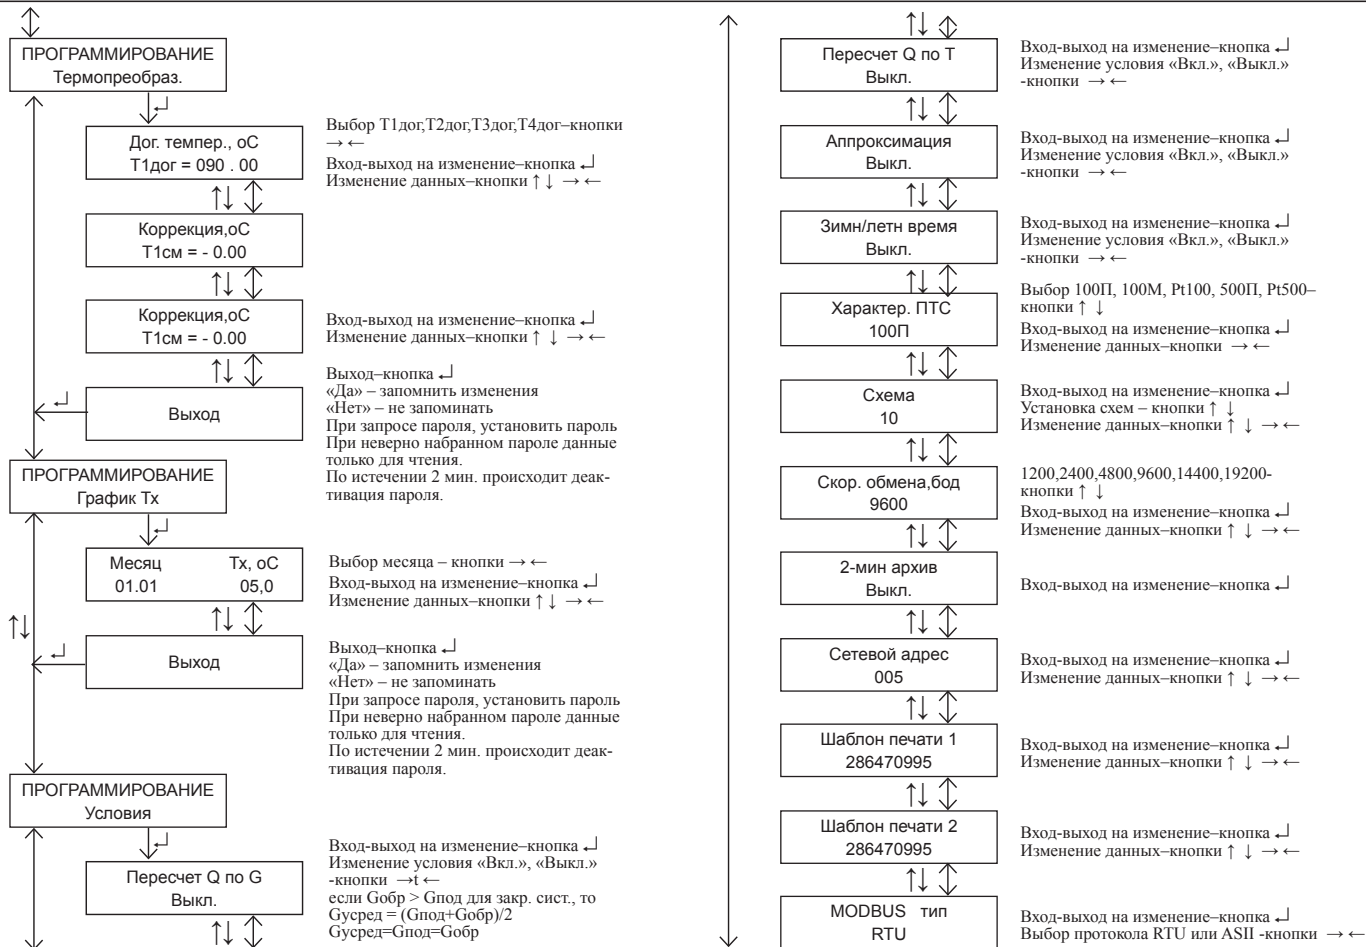 ПРОГРАММИРОВАНИЕ
Термопреобраз.
Дог. темпер., оС
Т1дог = 090 . 00
Выбор Т1дог,Т2дог,Т3дог,Т4дог–кнопки
→ ←
Вход-выход на изменение–кнопка ↵
Изменение данных–кнопки ↑ ↓ → ←
Коррекция,оС
Т1см = - 0.00
Коррекция,оС
Т1см = - 0.00
Вход-выход на изменение–кнопка ↵
Изменение данных–кнопки ↑ ↓ → ←
Выход
Выход–кнопка ↵
«Да» – запомнить изменения
«Нет» – не запоминать
При запросе пароля, установить пароль
При неверно набранном пароле данные
только для чтения.
По истечении 2 мин. происходит деак-
тивация пароля.
ПРОГРАММИРОВАНИЕ
График Тх
Месяц Тх, оС
01.01 05,0
Выбор месяца – кнопки → ←
Вход-выход на изменение–кнопка ↵
Изменение данных–кнопки ↑ ↓ → ←
Выход
Выход–кнопка ↵
«Да» – запомнить изменения
«Нет» – не запоминать
При запросе пароля, установить пароль
При неверно набранном пароле данные
только для чтения.
По истечении 2 мин. происходит деак-
тивация пароля.
ПРОГРАММИРОВАНИЕ
Условия
Пересчет Q по G
Выкл.
Вход-выход на изменение–кнопка ↵
Изменение условия «Вкл.», «Выкл.»
-кнопки →t ←
если Gобр > Gпод для закр. сист., то
Gусред = (Gпод+Gобр)/2
Gусред=Gпод=Gобр
Пересчет Q по Т
Выкл.
Вход-выход на изменение–кнопка ↵
Изменение условия «Вкл.», «Выкл.»
-кнопки → ←
Аппроксимация
Выкл.
Вход-выход на изменение–кнопка ↵
Изменение условия «Вкл.», «Выкл.»
-кнопки → ←
Зимн/летн время
Выкл.
Вход-выход на изменение–кнопка ↵
Изменение условия «Вкл.», «Выкл.»
-кнопки → ←
Характер. ПТС
100П
Выбор 100П, 100М, Pt100, 500П, Pt500–
кнопки ↑ ↓
Вход-выход на изменение–кнопка ↵
Изменение данных–кнопки → ←
Схема
10
Вход-выход на изменение–кнопка ↵
Установка схем – кнопки ↑ ↓
Изменение данных–кнопки ↑ ↓ → ←
Скор. обмена,бод
9600
1200,2400,4800,9600,14400,19200-
кнопки ↑ ↓
Вход-выход на изменение–кнопка ↵
Изменение данных–кнопки ↑ ↓ → ←
2-мин архив
Выкл.
Вход-выход на изменение–кнопка ↵
Сетевой адрес
005
Вход-выход на изменение–кнопка ↵
Изменение данных–кнопки ↑ ↓ → ←
Шаблон печати 1
286470995
Вход-выход на изменение–кнопка ↵
Изменение данных–кнопки ↑ ↓ → ←
Шаблон печати 2
286470995
Вход-выход на изменение–кнопка ↵
Изменение данных–кнопки ↑ ↓ → ←
MODBUS тип
RTU
Вход-выход на изменение–кнопка ↵
Выбор протокола RTU или ASII -кнопки → ←